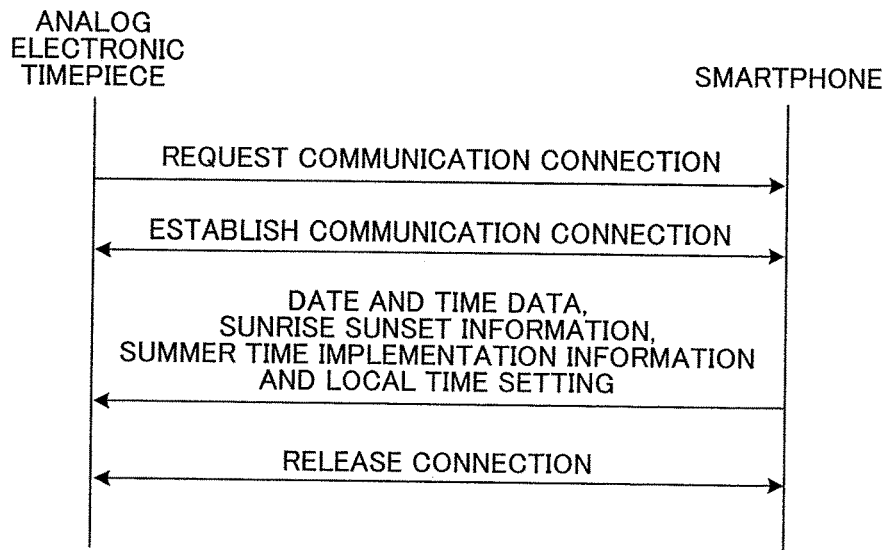 ANALOG
ELECTRONIC
TIMEPIECE
SMARTPHONE
REQUEST COMMUNICATION CONNECTION
ESTABLISH COMMUNICATION CONNECTION
DATE AND TIME DATA,
SUNRISE SUNSET INFORMATION,
SUMMER TIME IMPLEMENTATION INFORMATION
AND LOCAL TIME SETTING
RELEASE CONNECTION